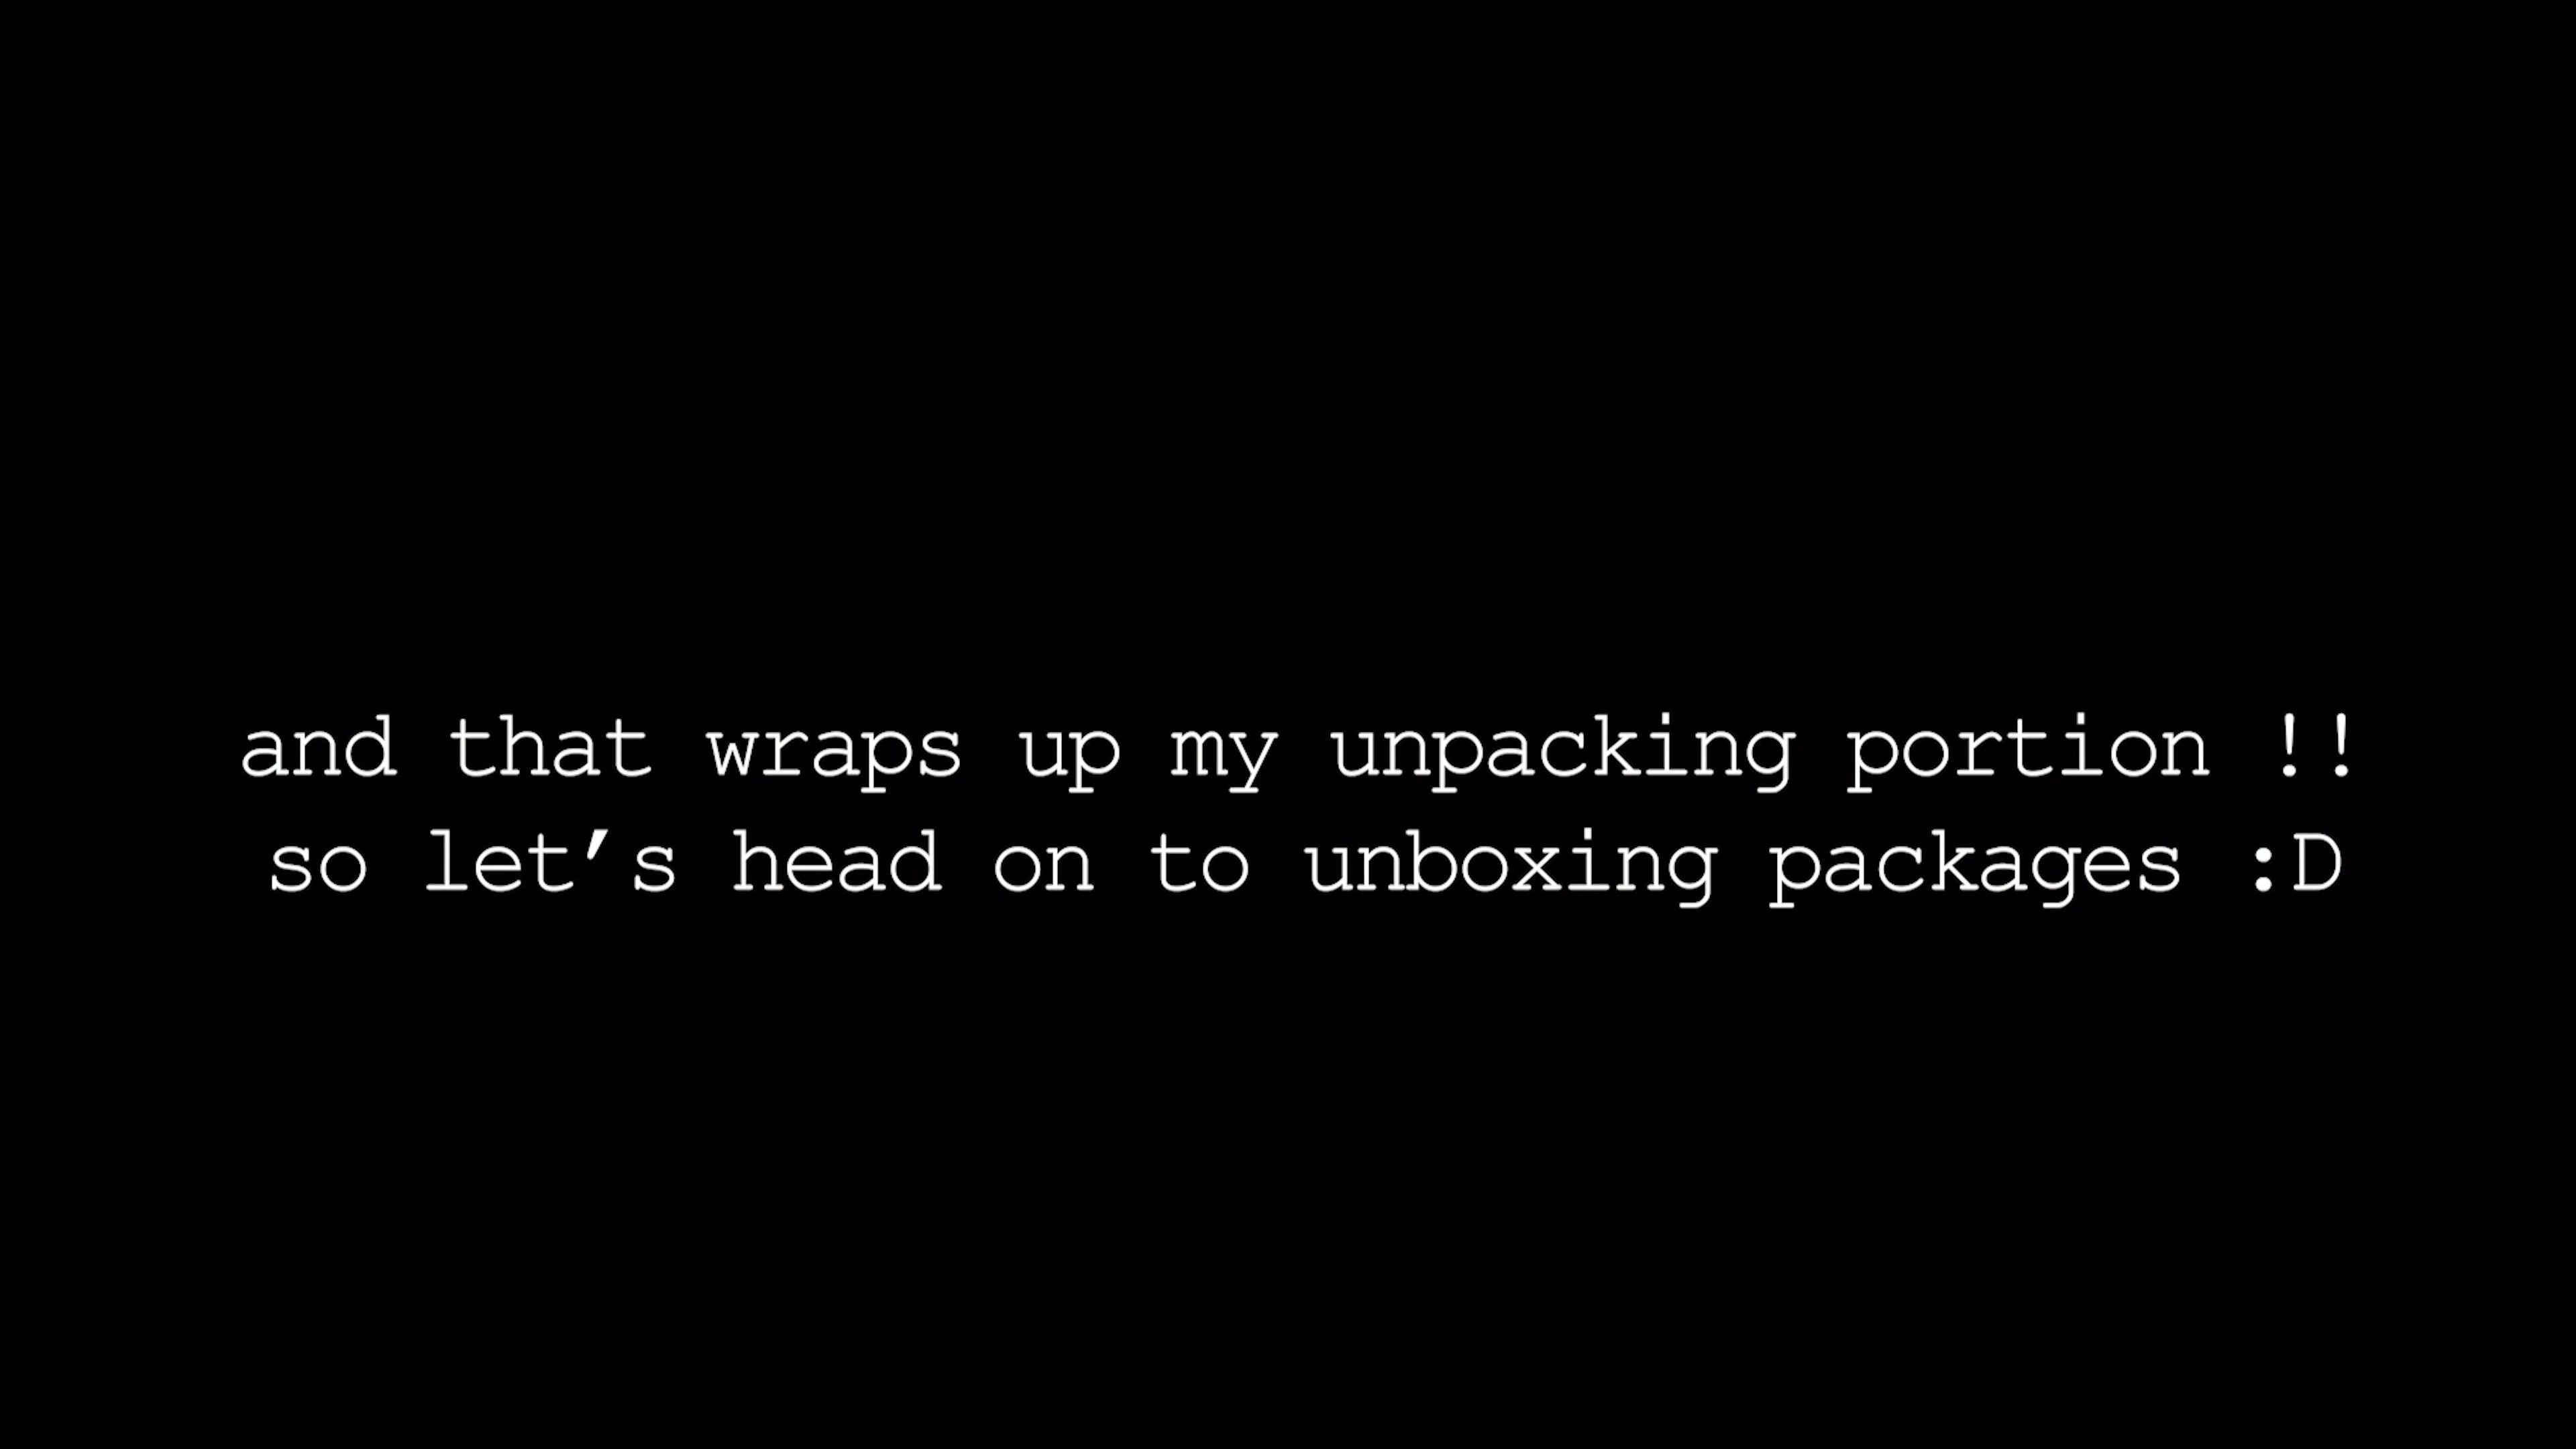 and that wraps up my unpacking portion !!
so let’s head on to unboxing packages :D